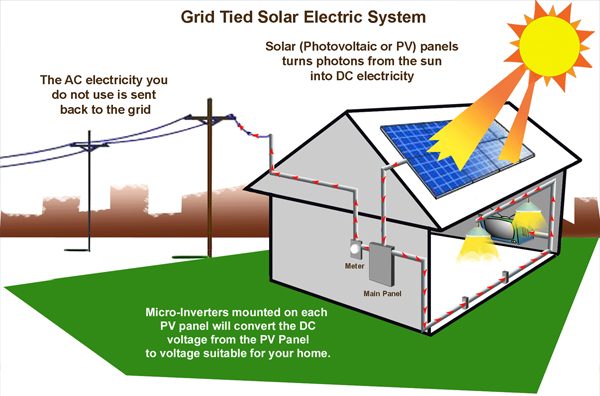 Grid Tied Solar Electric System
Solar (Photovoltaic or PV) panels
turns photons from the sun
into DC electricity
The AC electricity you
do not use is sent
back to the grid
Meter
Main Panel
Micro-Inverters mounted on each
PV panel will convert the DC
voltage from the PV Panel
to voltage suitable for your home.